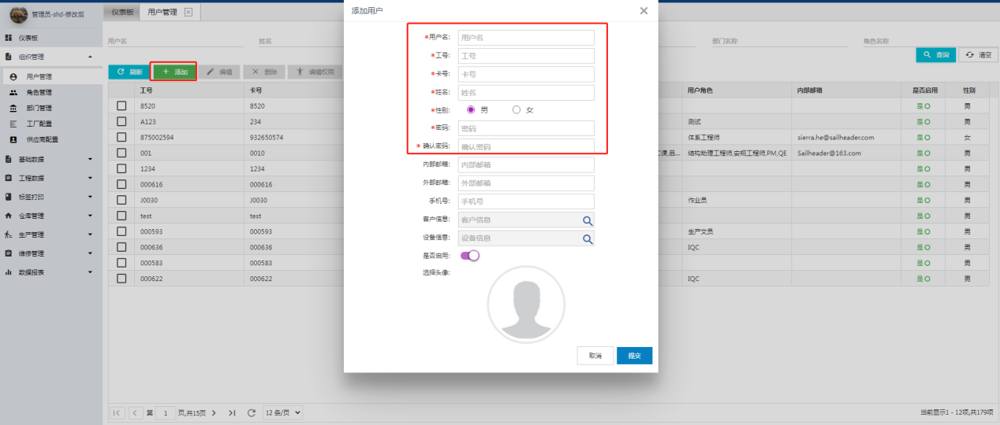 管理员-shd-修改后
仪表板
用户管理
添加用户
仪表板
组织管理
用户管理
角色管理
部门管理
工厂配置
供应商配置
基础数据
工程数据
标签打印
仓库管理
生产管理
维修管理
数据报表
用户名
姓名
部门名称
角色名称
查询
清空
刷新
添加
编辑
删除
编辑权限
工号 卡号 用户角色 内部邮箱 是否启用 性别
8520 8520 是 男
A123 234 测试 是 男
875002594 932650574 体系工程师 sierra.he@sailheader.com 是 女
001 0010 课,品... 结构助理工程师,安规工程师,PM,QE Sailheader@163.com 是 男
1234 1234 是 男
000616 000616 是 男
J0030 J0030 作业员 是 男
test test 是 男
000593 000593 生产文员 是 男
000636 000636 IQC 是 男
000583 000583 是 男
000622 000622 IQC 是 男
*用户名: 用户名
*工号: 工号
*卡号: 卡号
*姓名: 姓名
*性别: 男 女
*密码: 密码
* 确认密码: 确认密码
内部邮箱: 内部邮箱
外部邮箱: 外部邮箱
手机号: 手机号
客户信息: 客户信息
设备信息: 设备信息
是否启用:
选择头像:
取消
提交
第 1 页,共15页
12 条/页
当前显示1 - 12项,共179项